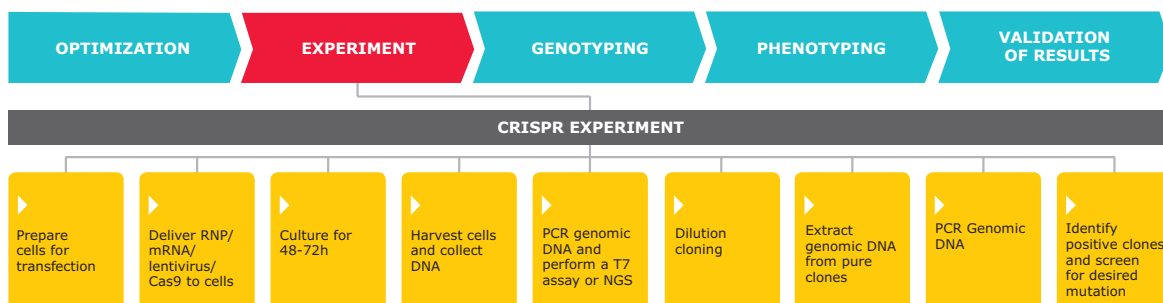 OPTIMIZATION
EXPERIMENT
GENOTYPING
PHENOTYPING
VALIDATION
OF RESULTS
CRISPR EXPERIMENT
Prepare
cells for
transfection
Deliver RNP/
mRNA/
lentivirus/
Cas9 to cells
Culture for
48-72h
Harvest cells
and collect
DNA
PCR genomic
DNA and
perform a T7
assay or NGS
Dilution
cloning
Extract
genomic DNA
from pure
clones
PCR Genomic
DNA
Identify
positive clones
and screen
for desired
mutation